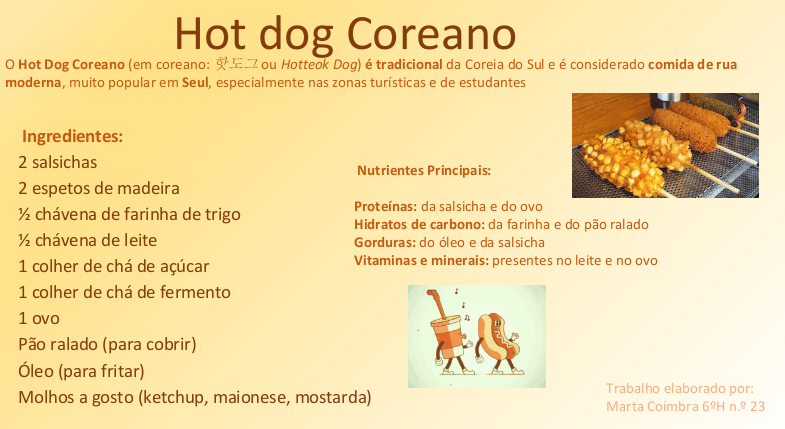 Hot dog Coreano
O Hot Dog Coreano (em coreano: 핫도그 ou Hotteok Dog) é tradicional da Coreia do Sul e é considerado comida de rua
moderna, muito popular em Seul, especialmente nas zonas turísticas e de estudantes
Ingredientes:
2 salsichas
2 espetos de madeira
½ chávena de farinha de trigo
½ chávena de leite
1 colher de chá de açúcar
1 colher de chá de fermento
1 ovo
Pão ralado (para cobrir)
Óleo (para fritar)
Molhos a gosto (ketchup, maionese, mostarda)
Nutrientes Principais:
Proteínas: da salsicha e do ovo
Hidratos de carbono: da farinha e do pão ralado
Gorduras: do óleo e da salsicha
Vitaminas e minerais: presentes no leite e no ovo
Trabalho elaborado por:
Marta Coimbra 6ºH n.º 23